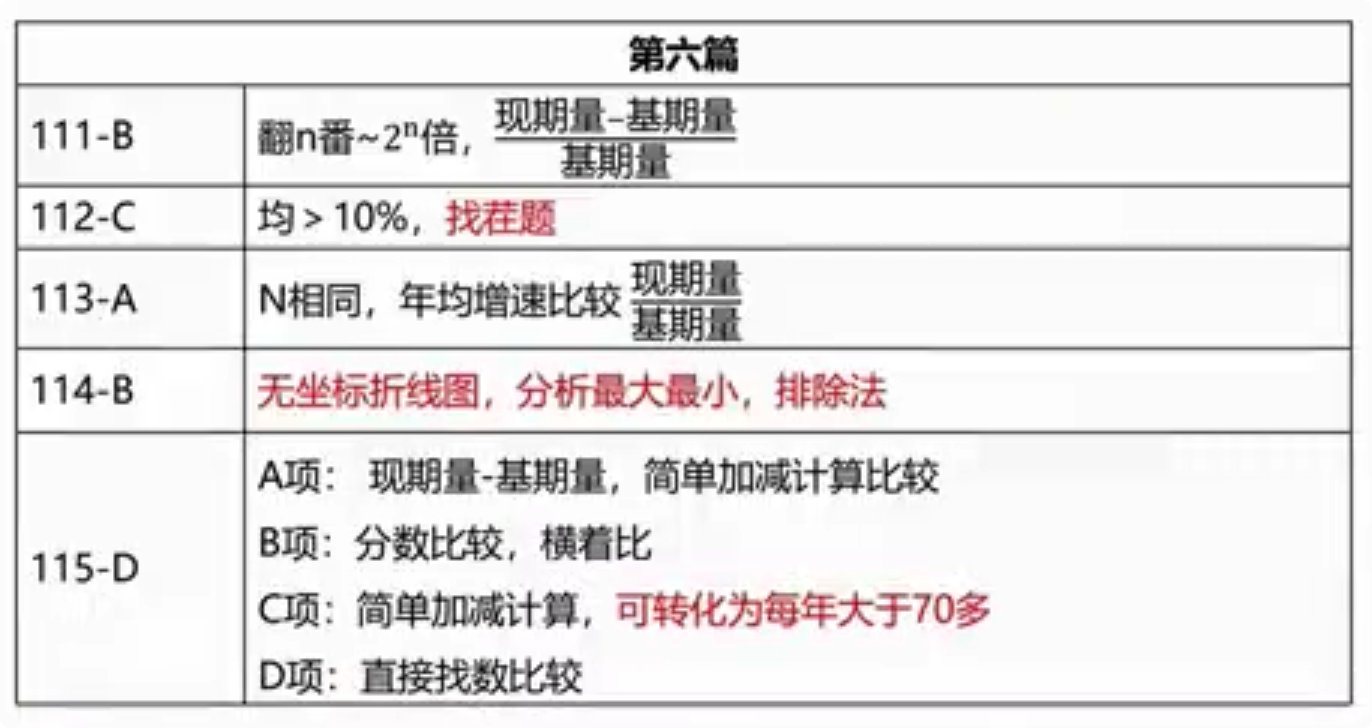 第六篇
111-B
翻n番~2ⁿ倍，现期量-基期量/基期量
112-C
均＞10%，找茬题
113-A
N相同，年均增速比较现期量/基期量
114-B
无坐标折线图，分析最大最小，排除法
115-D
A项： 现期量-基期量，简单加减计算比较
B项：分数比较，横着比
C项：简单加减计算，可转化为每年大于70多
D项：直接找数比较